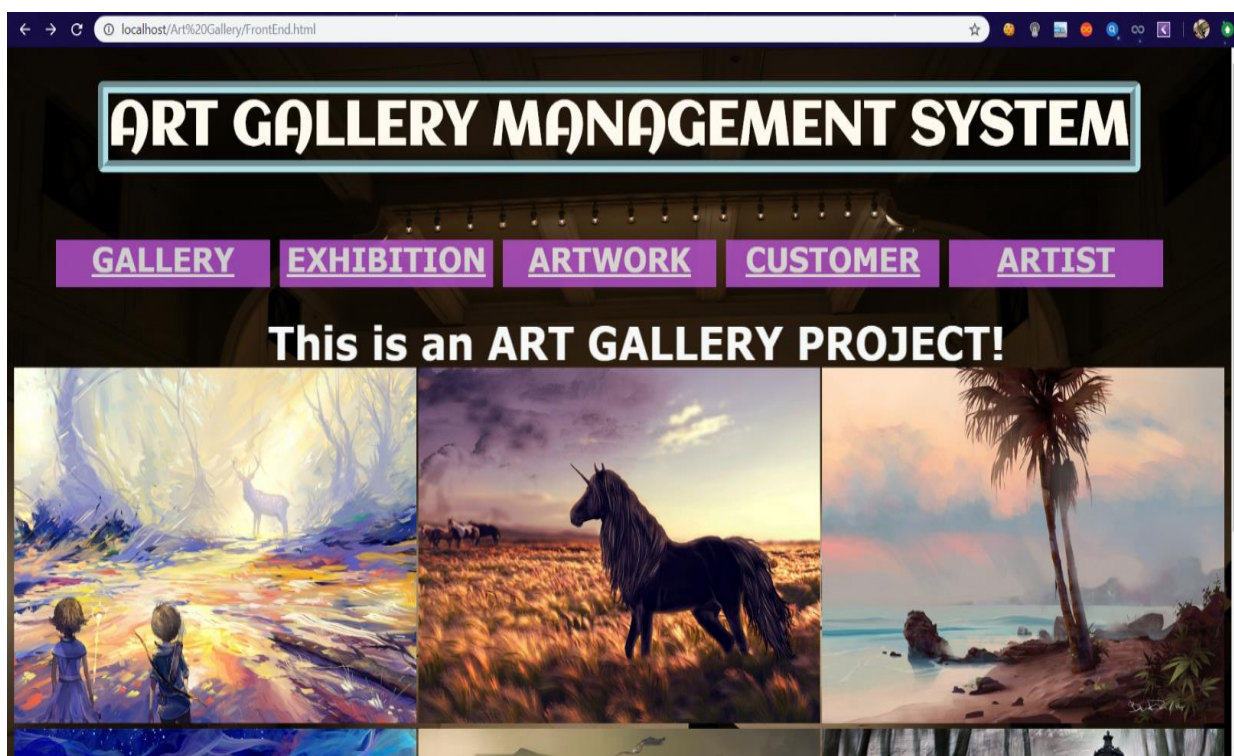 localhost/Art%20Gallery/FrontEnd.html
ART GALLERY MANAGEMENT SYSTEM
GALLERY EXHIBITION ARTWORK CUSTOMER ARTIST
This is an ART GALLERY PROJECT!